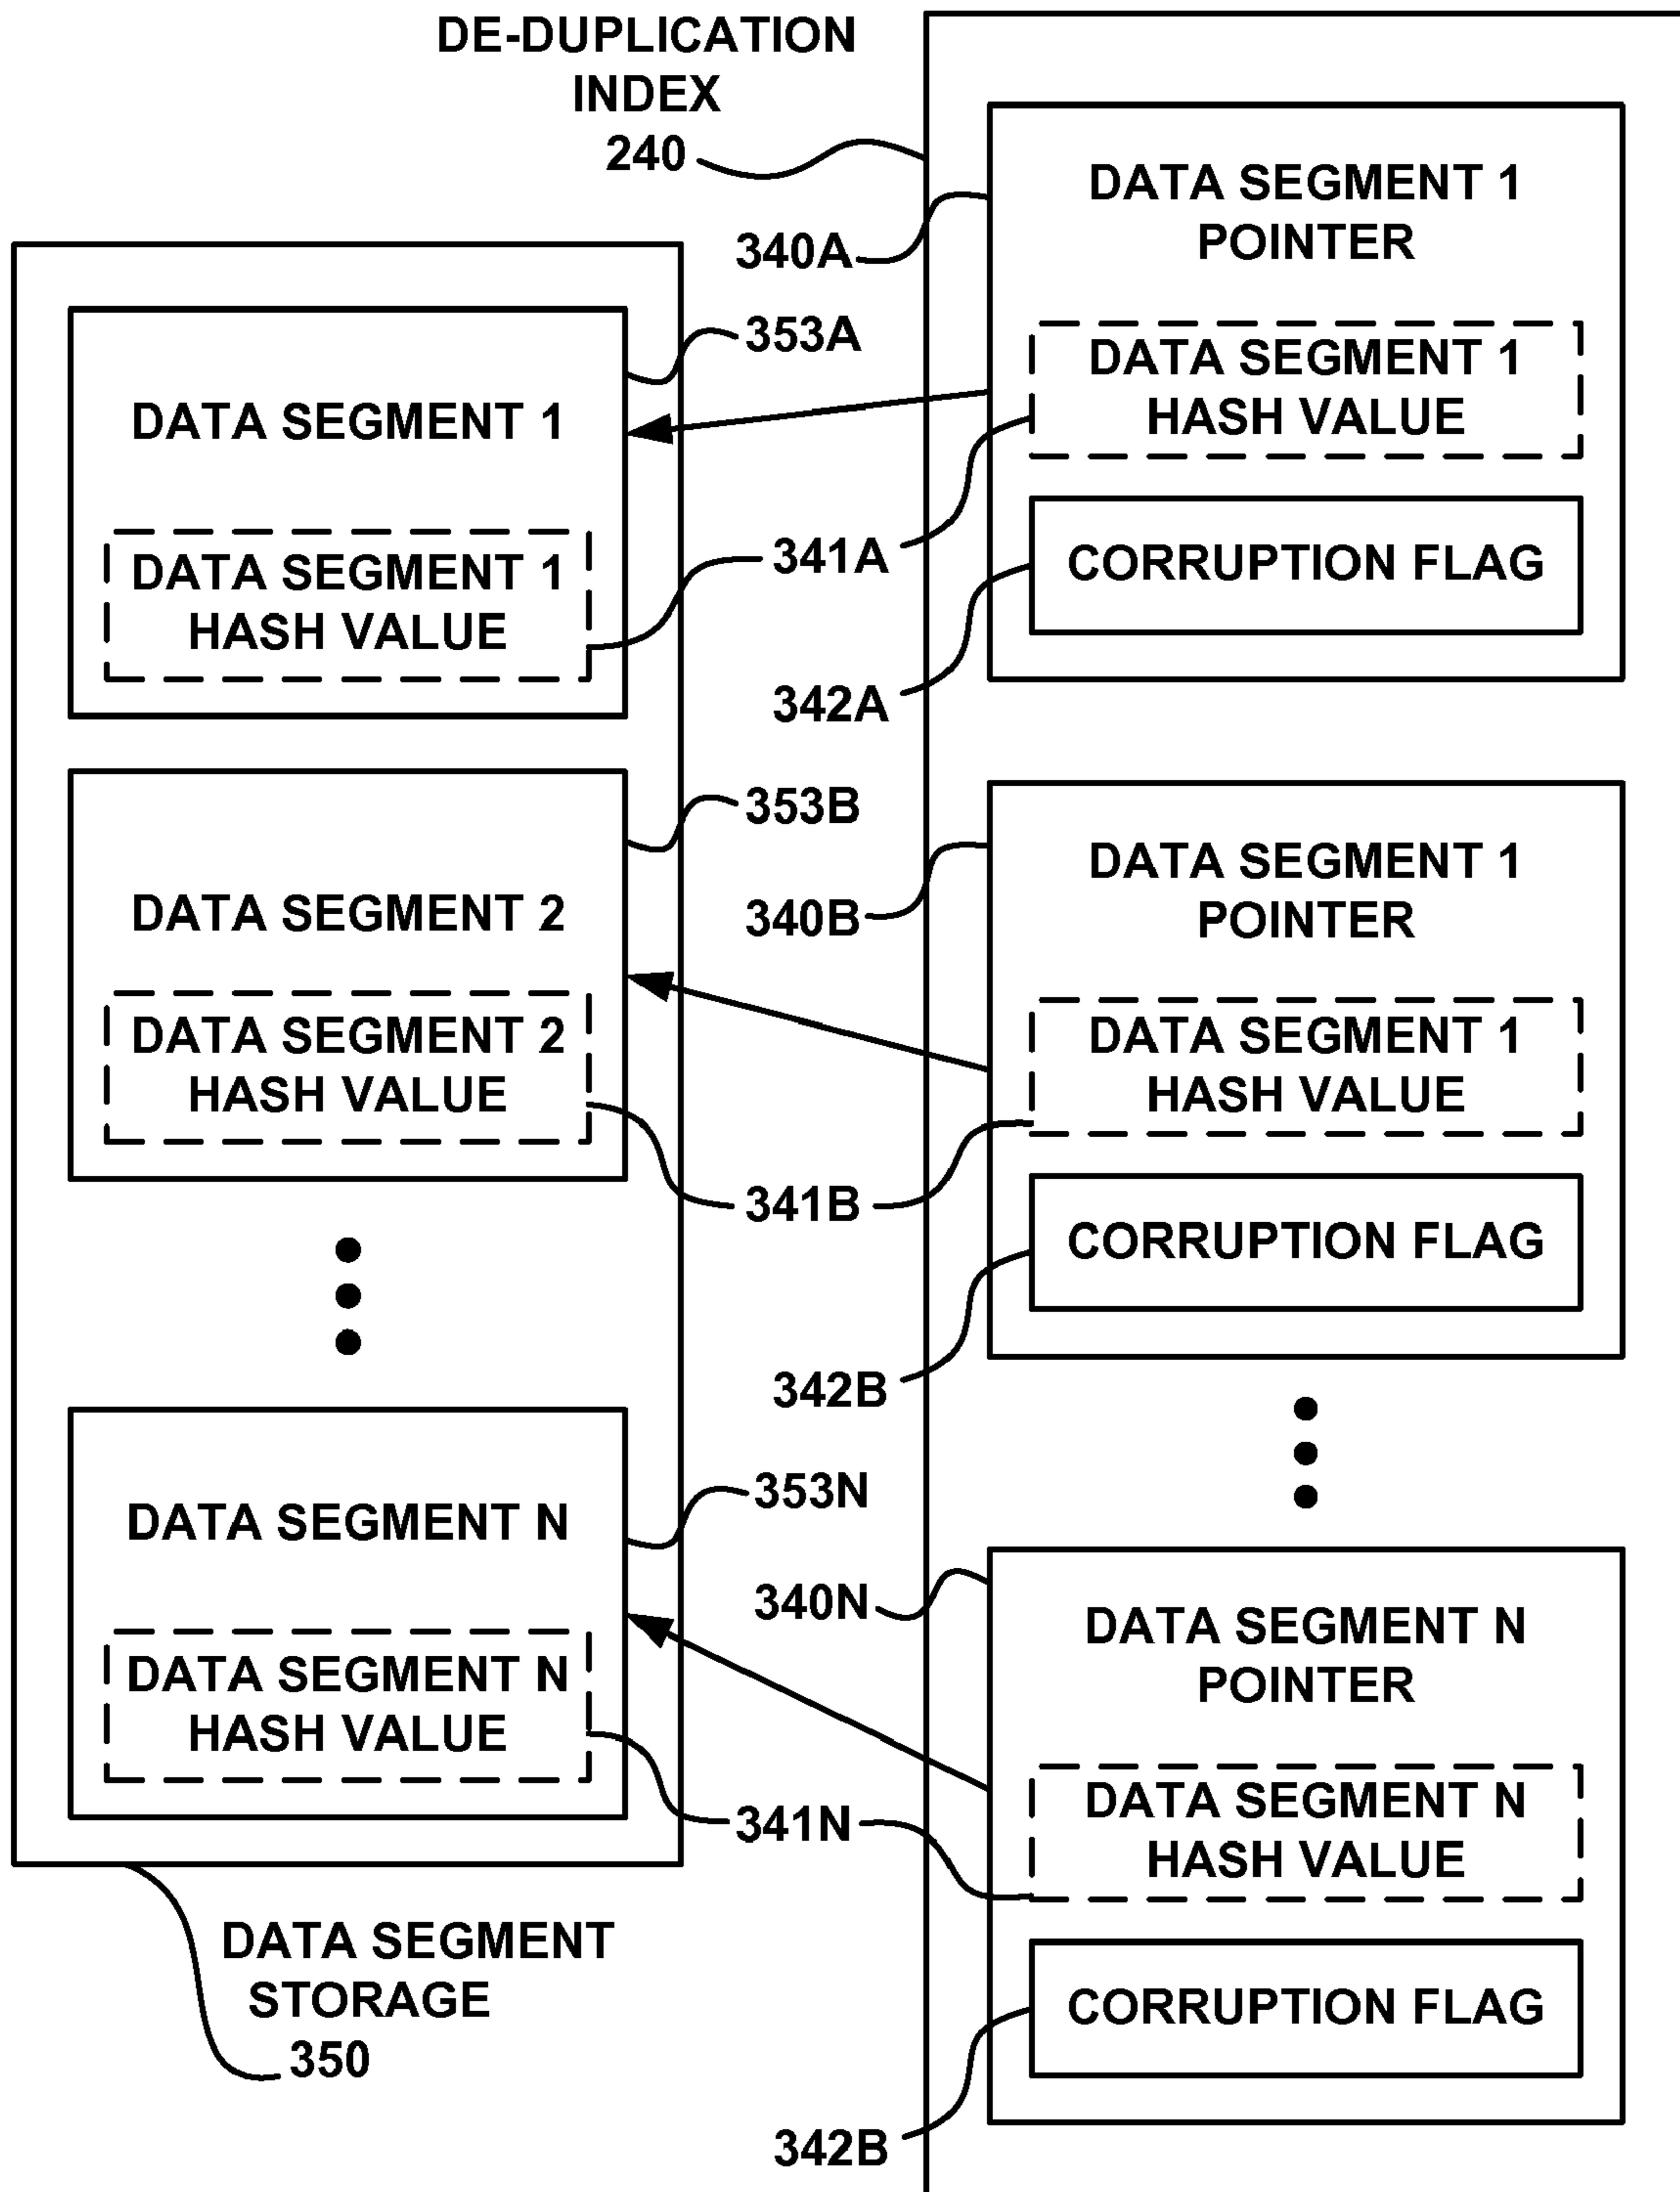 DE-DUPLICATION
INDEX
240
DATA SEGMENT 1
POINTER
340A
353A
DATA SEGMENT 1
HASH VALUE
DATA SEGMENT 1
341A
CORRUPTION FLAG
DATA SEGMENT 1
HASH VALUE
342A
353B
DATA SEGMENT 1
POINTER
DATA SEGMENT 2
340B
DATA SEGMENT 2
HASH VALUE
DATA SEGMENT 1
HASH VALUE
341B
CORRUPTION FLAG
342B
353N
DATA SEGMENT N
340N
DATA SEGMENT N
POINTER
DATA SEGMENT N
HASH VALUE
DATA SEGMENT N
HASH VALUE
341N
DATA SEGMENT
STORAGE
350
CORRUPTION FLAG
342B